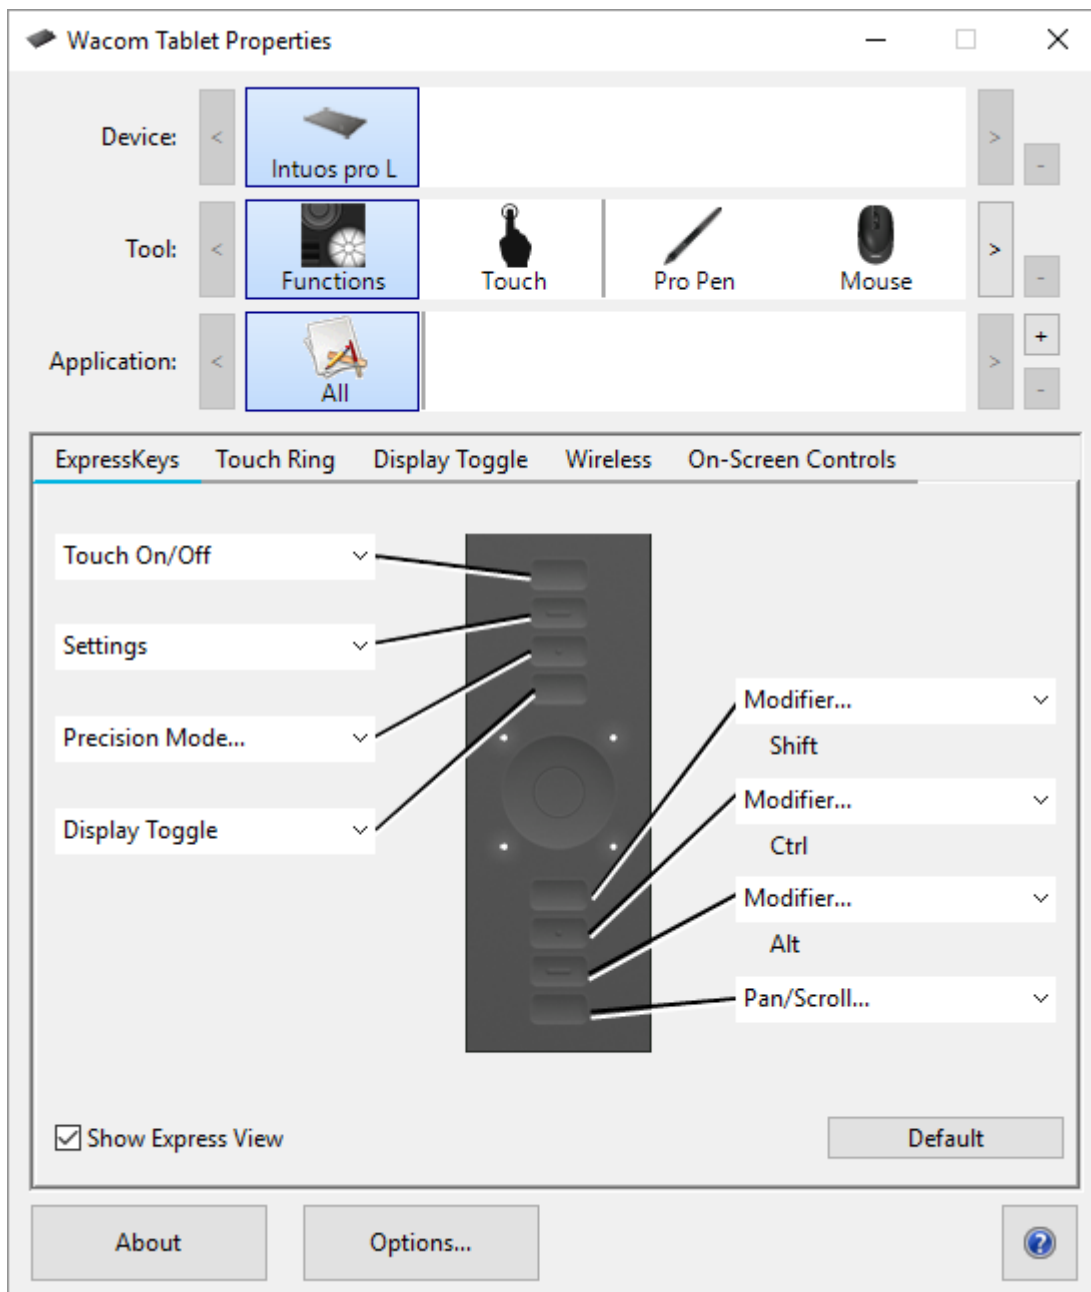 Wacom Tablet Properties
Device:
<
Intuos pro L
>
-
Tool:
<
Functions
Touch
Pro Pen
Mouse
>
-
Application:
<
All
>
+
-
ExpressKeys Touch Ring Display Toggle Wireless On-Screen Controls
Touch On/Off
Settings
Precision Mode...
Display Toggle
Modifier...
Shift
Modifier...
Ctrl
Modifier...
Alt
Pan/Scroll...
Show Express View
Default
About
Options...
?